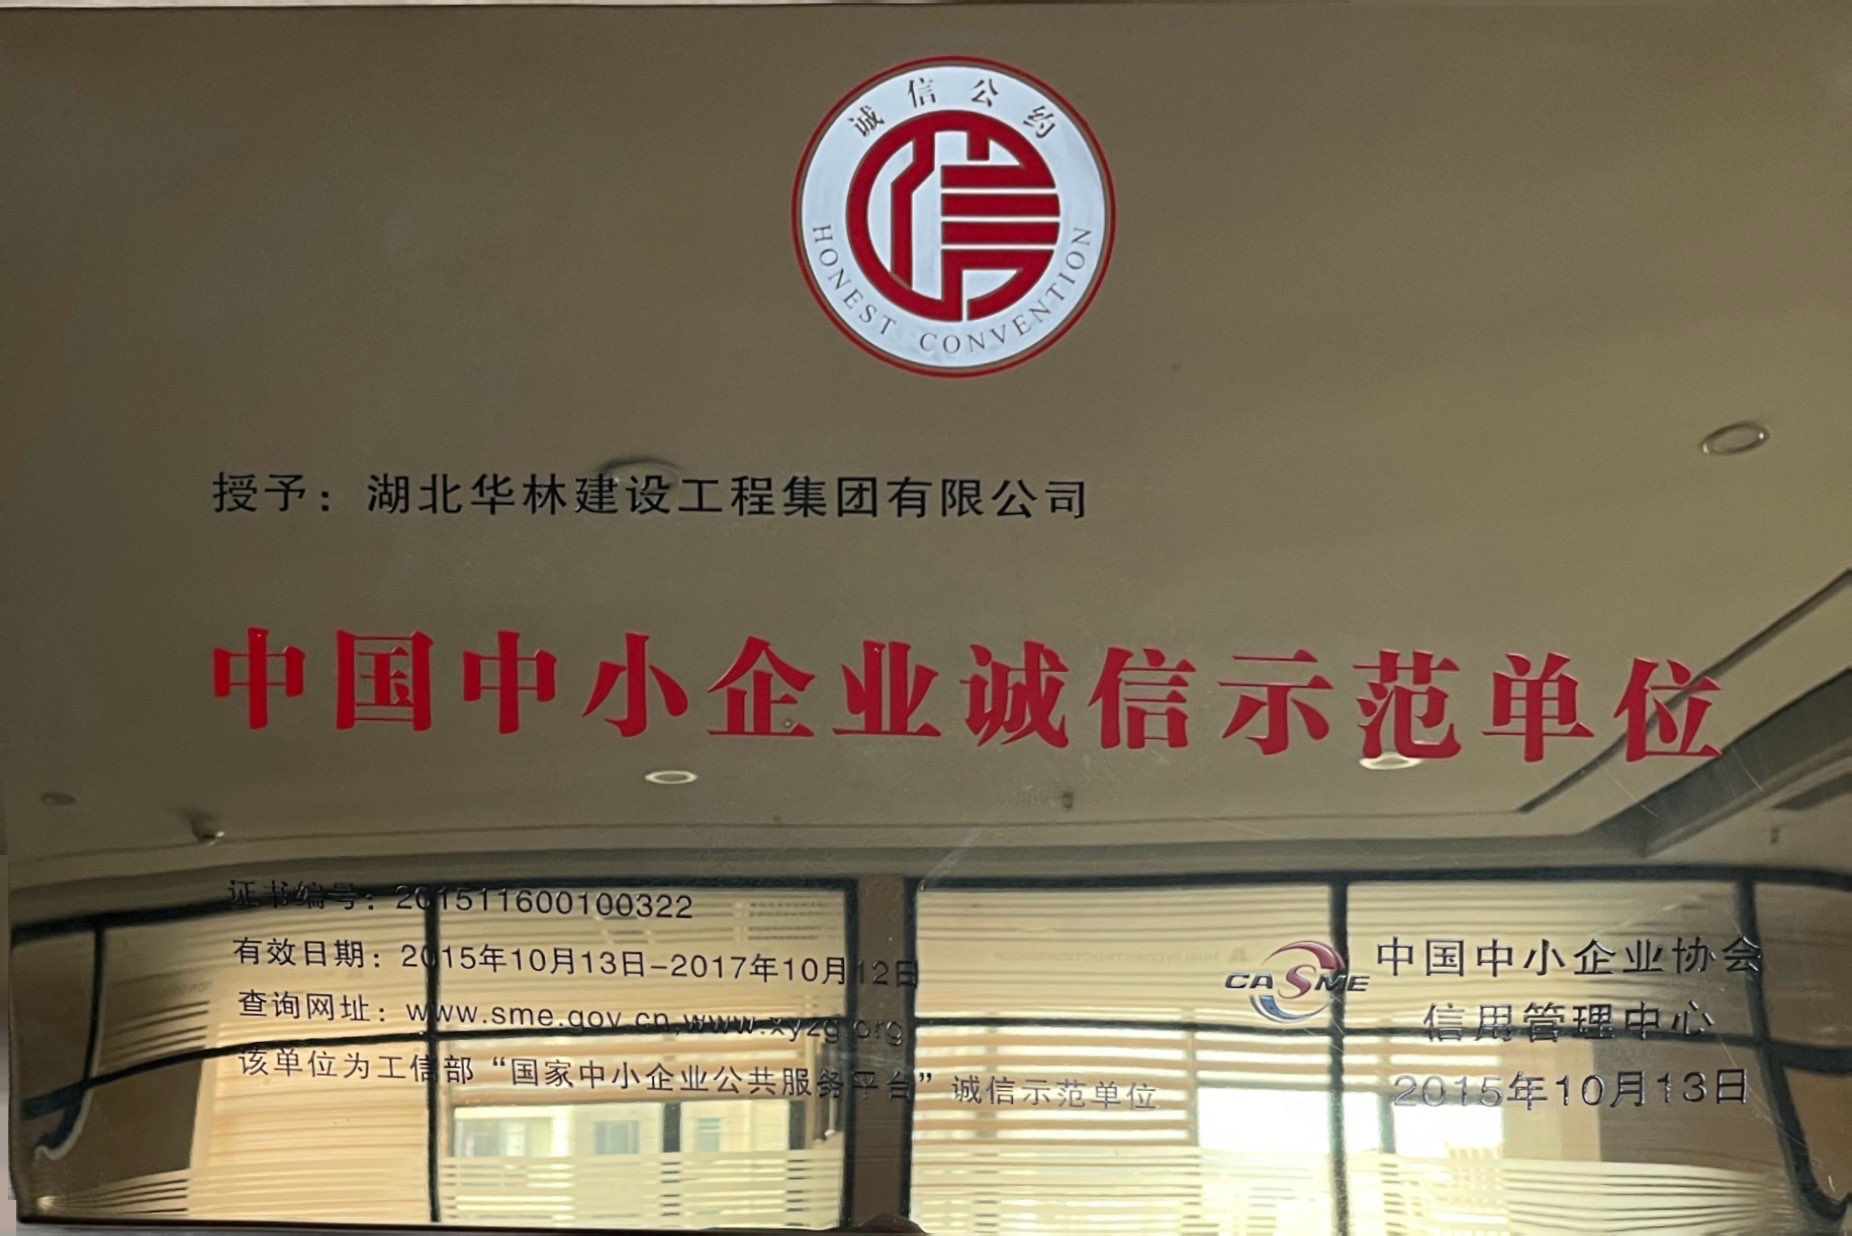 诚信公约
HONEST CONVENTION
授予：湖北华林建设工程集团有限公司
中国中小企业诚信示范单位
证书编号：201511600100322
有效日期：2015年10月13日-2017年10月12日
查询网址：www.sme.gov.cn,www.xyzg.org
该单位为工信部“国家中小企业公共服务平台”诚信示范单位
CASME
中国中小企业协会
信用管理中心
2015年10月13日